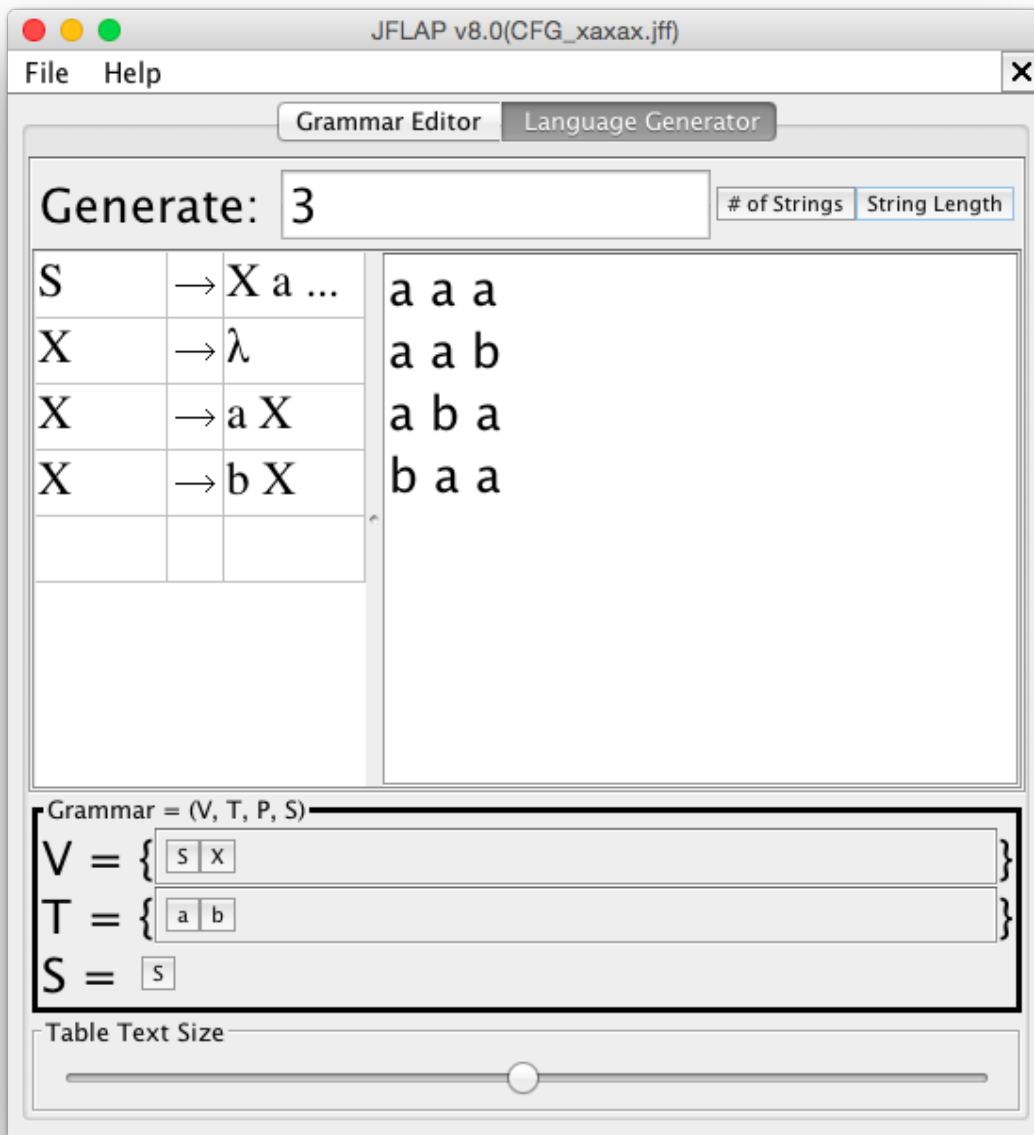 JFLAP v8.0(CFG_xaxax.jff)
File Help
Grammar Editor Language Generator
Generate: 3 # of Strings String Length
S → X a ...
X → λ
X → a X
X → b X
a a a
a a b
a b a
b a a
Grammar = (V, T, P, S)
V = { S X }
T = { a b }
S = S
Table Text Size